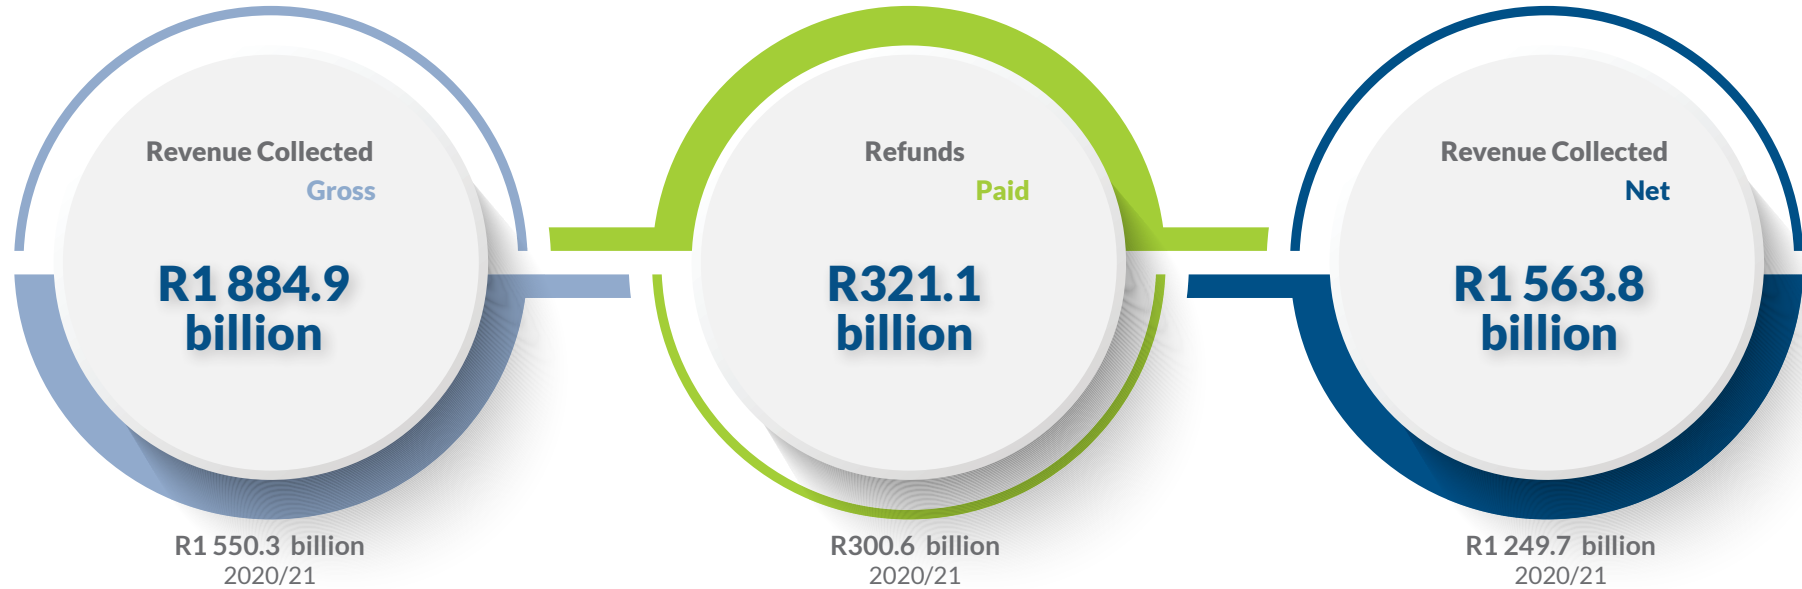 Revenue Collected
Gross
R1 884.9
billion
R1 550.3 billion
2020/21
Refunds
Paid
R321.1
billion
R300.6 billion
2020/21
Revenue Collected
Net
R1 563.8
billion
R1 249.7 billion
2020/21